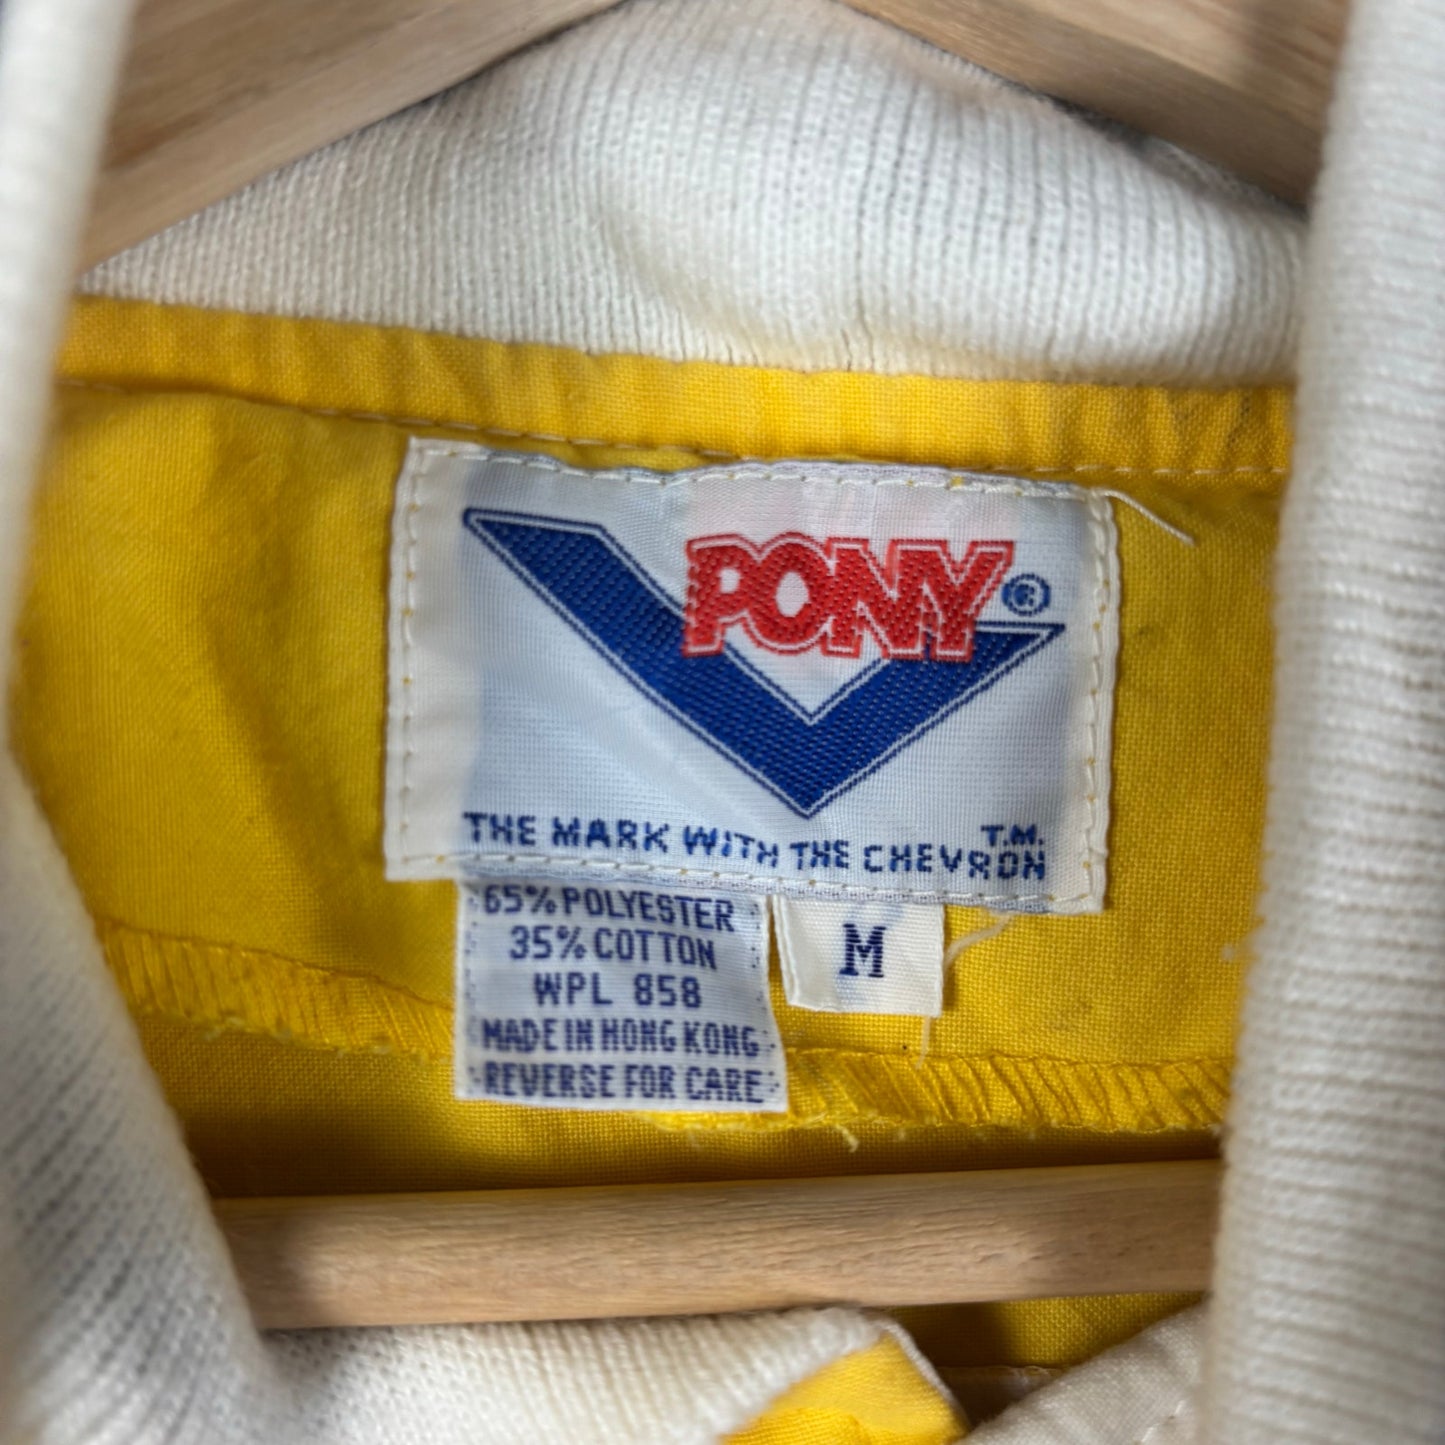 PONY®
T.M.
THE MARK WITH THE CHEVRON
65% POLYESTER
35% COTTON
WPL 858
MADE IN HONG KONG
REVERSE FOR CARE
M